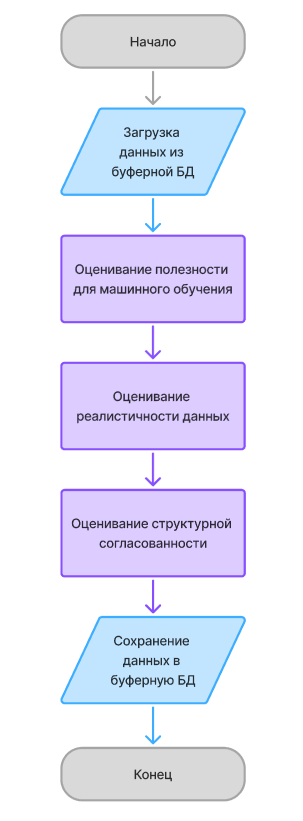 Начало
Загрузка
данных из
буферной БД
Оценивание полезности
для машинного обучения
Оценивание
реалистичности данных
Оценивание структурной
согласованности
Сохранение
данных в
буферную БД
Конец